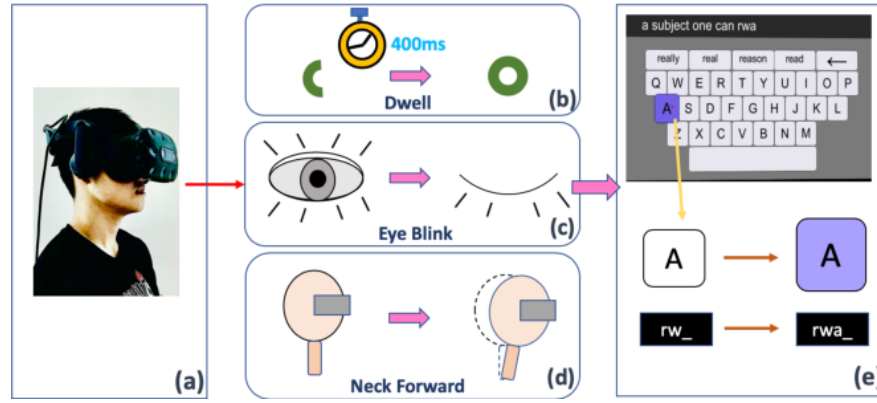 (a)
400ms
Dwell
(b)
Eye Blink
(c)
Neck Forward
(d)
a subject one can rwa
really real reason read ←
Q W E R T Y U I O P
A S D F G H J K L
Z X C V B N M
A A
rw_ rwa_
(e)